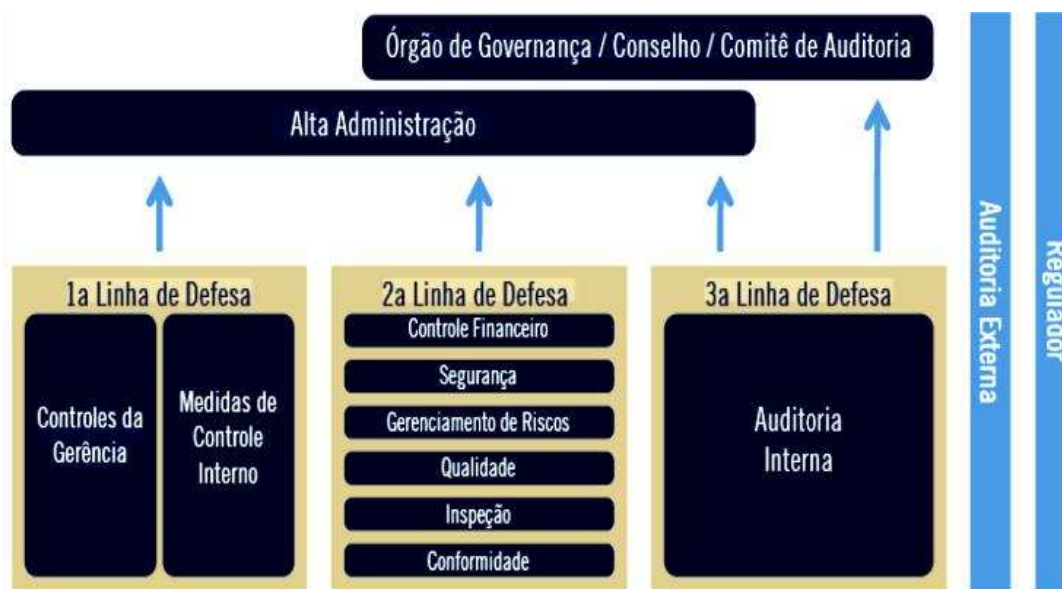 Órgão de Governança / Conselho / Comitê de Auditoria
Alta Administração
1a Linha de Defesa
Controles da
Gerência
Medidas de
Controle
Interno
2a Linha de Defesa
Controle Financeiro
Segurança
Gerenciamento de Riscos
Qualidade
Inspeção
Conformidade
3a Linha de Defesa
Auditoria
Interna
Auditoria Externa
Regulador